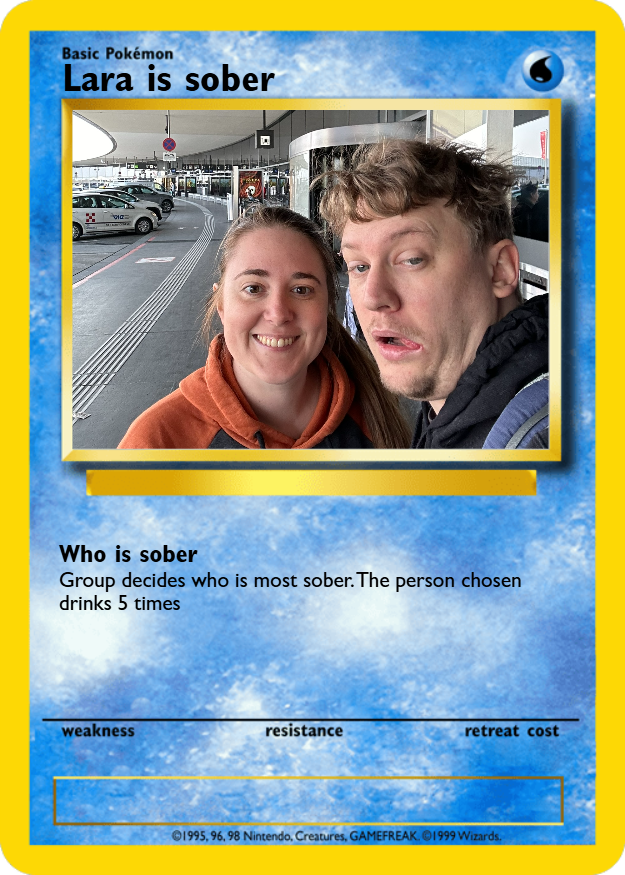 Basic Pokémon
Lara is sober
Who is sober
Group decides who is most sober. The person chosen
drinks 5 times
weakness resistance retreat cost
©1995, 96, 98 Nintendo, Creatures, GAMEFREAK. ©1999 Wizards.